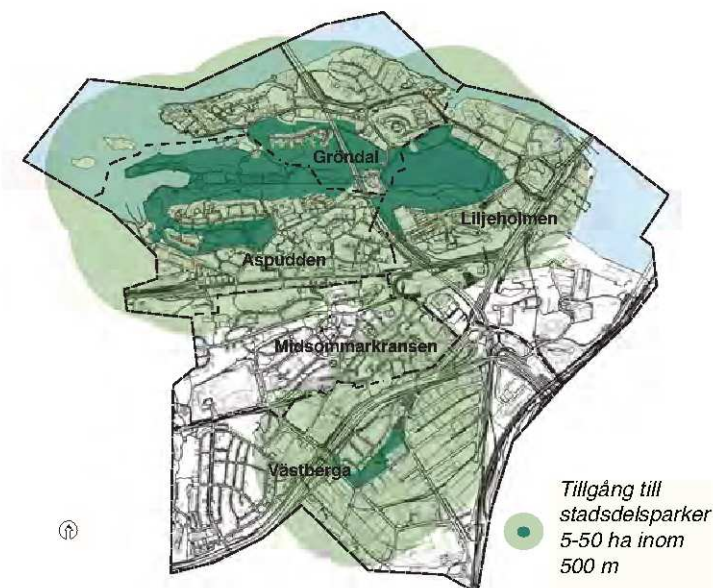 Gröndal
Liljeholmen
Aspudden
Midsommarkransen
Västberga
Tillgång till
stadsdelsparker
5-50 ha inom
500 m